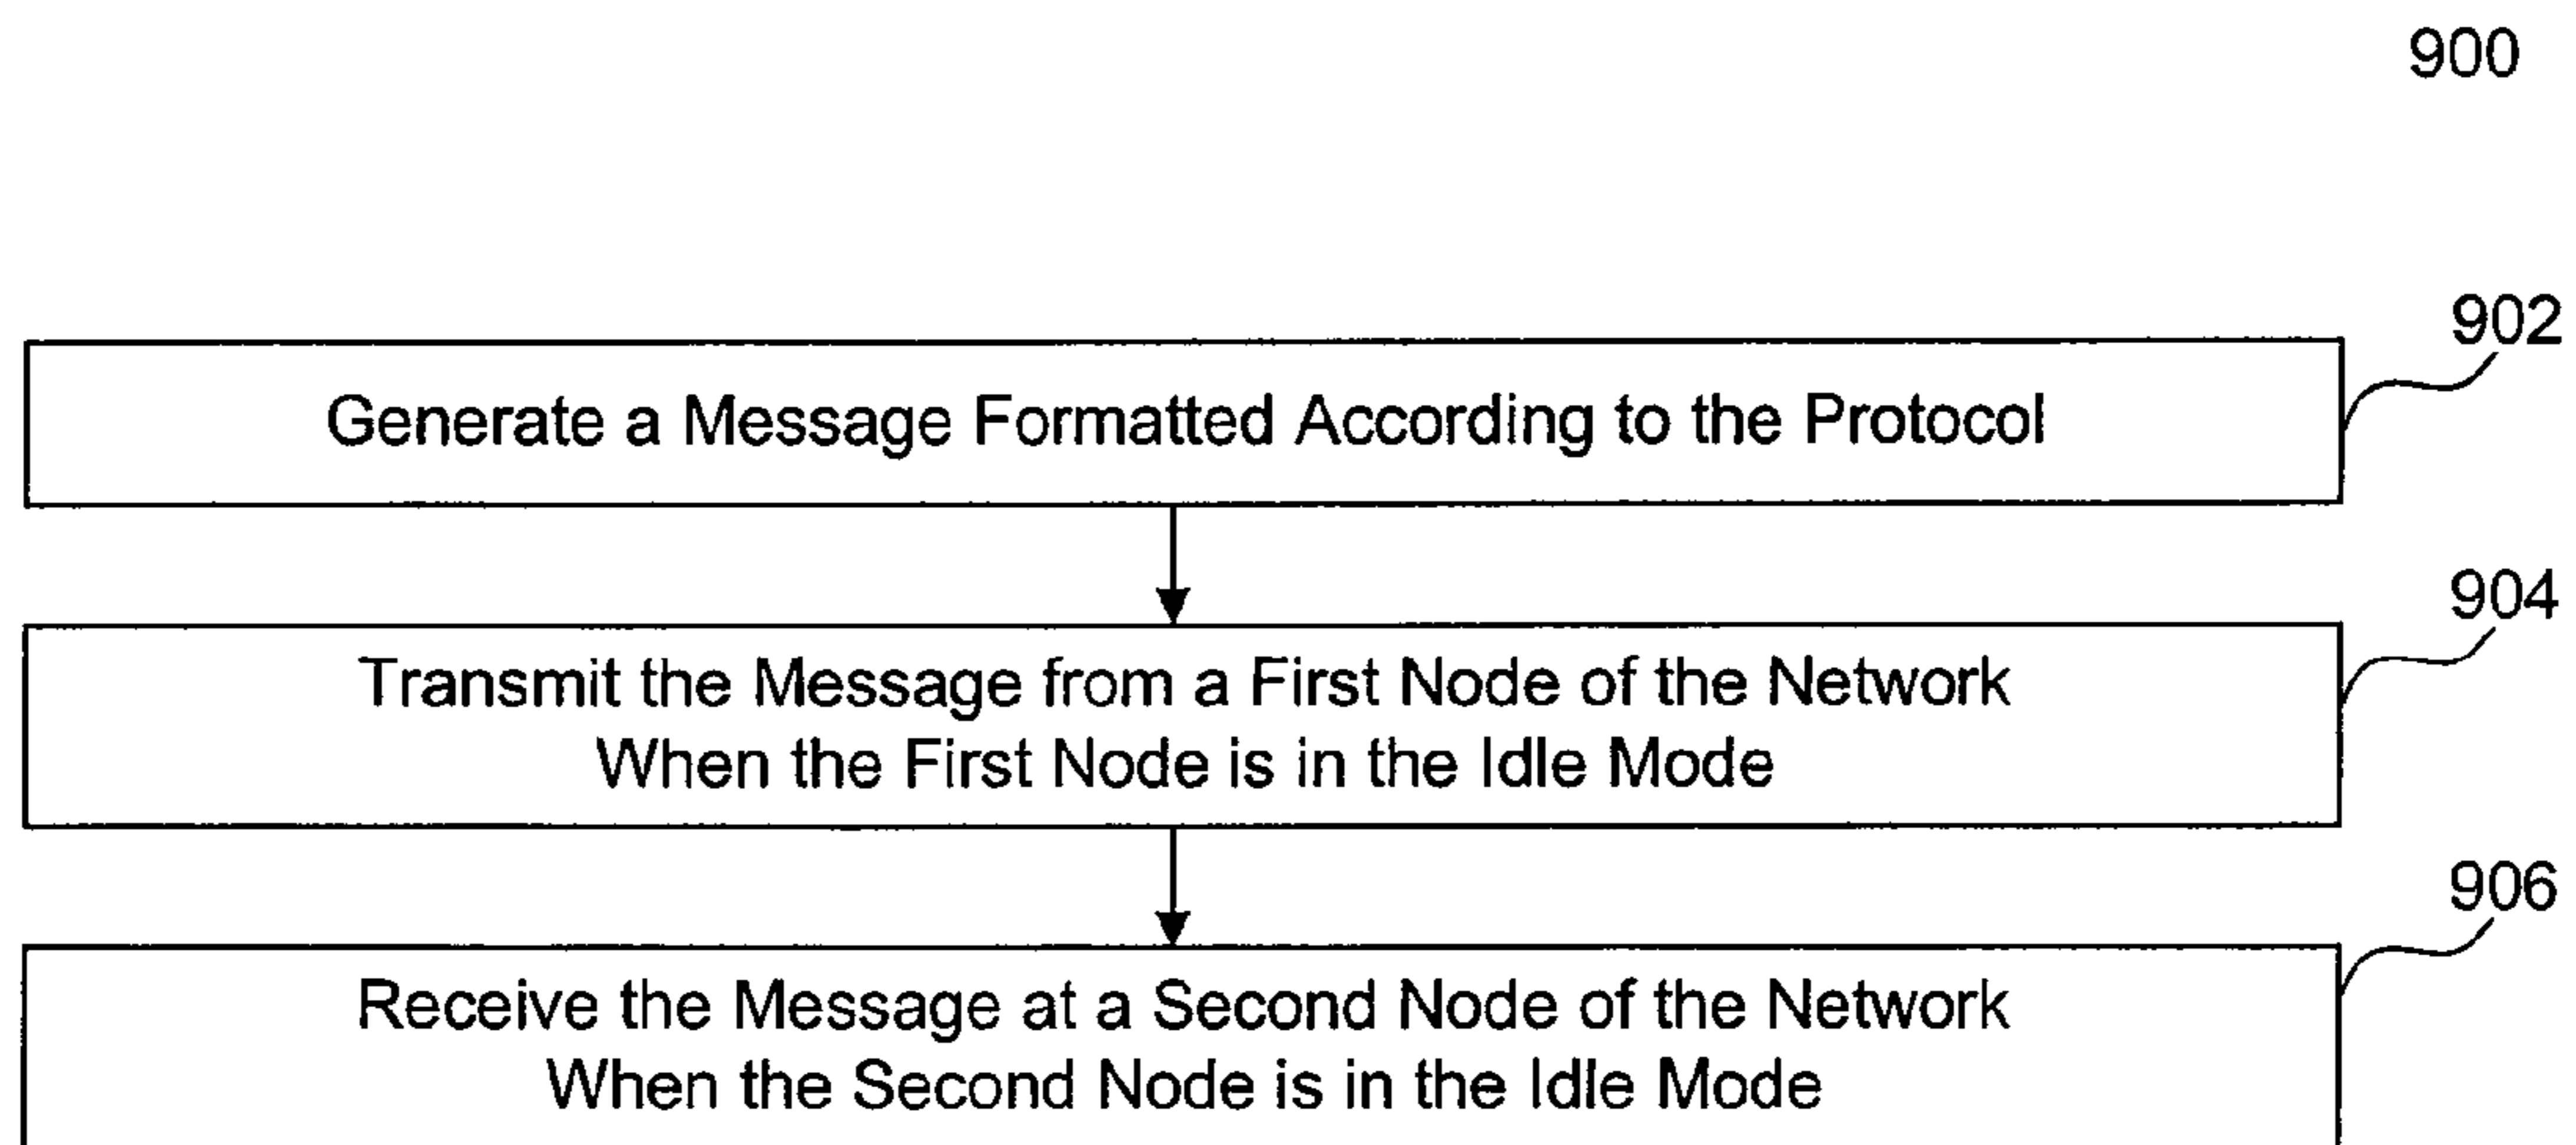 900
902
Generate a Message Formatted According to the Protocol
904
Transmit the Message from a First Node of the Network
When the First Node is in the Idle Mode
906
Receive the Message at a Second Node of the Network
When the Second Node is in the Idle Mode